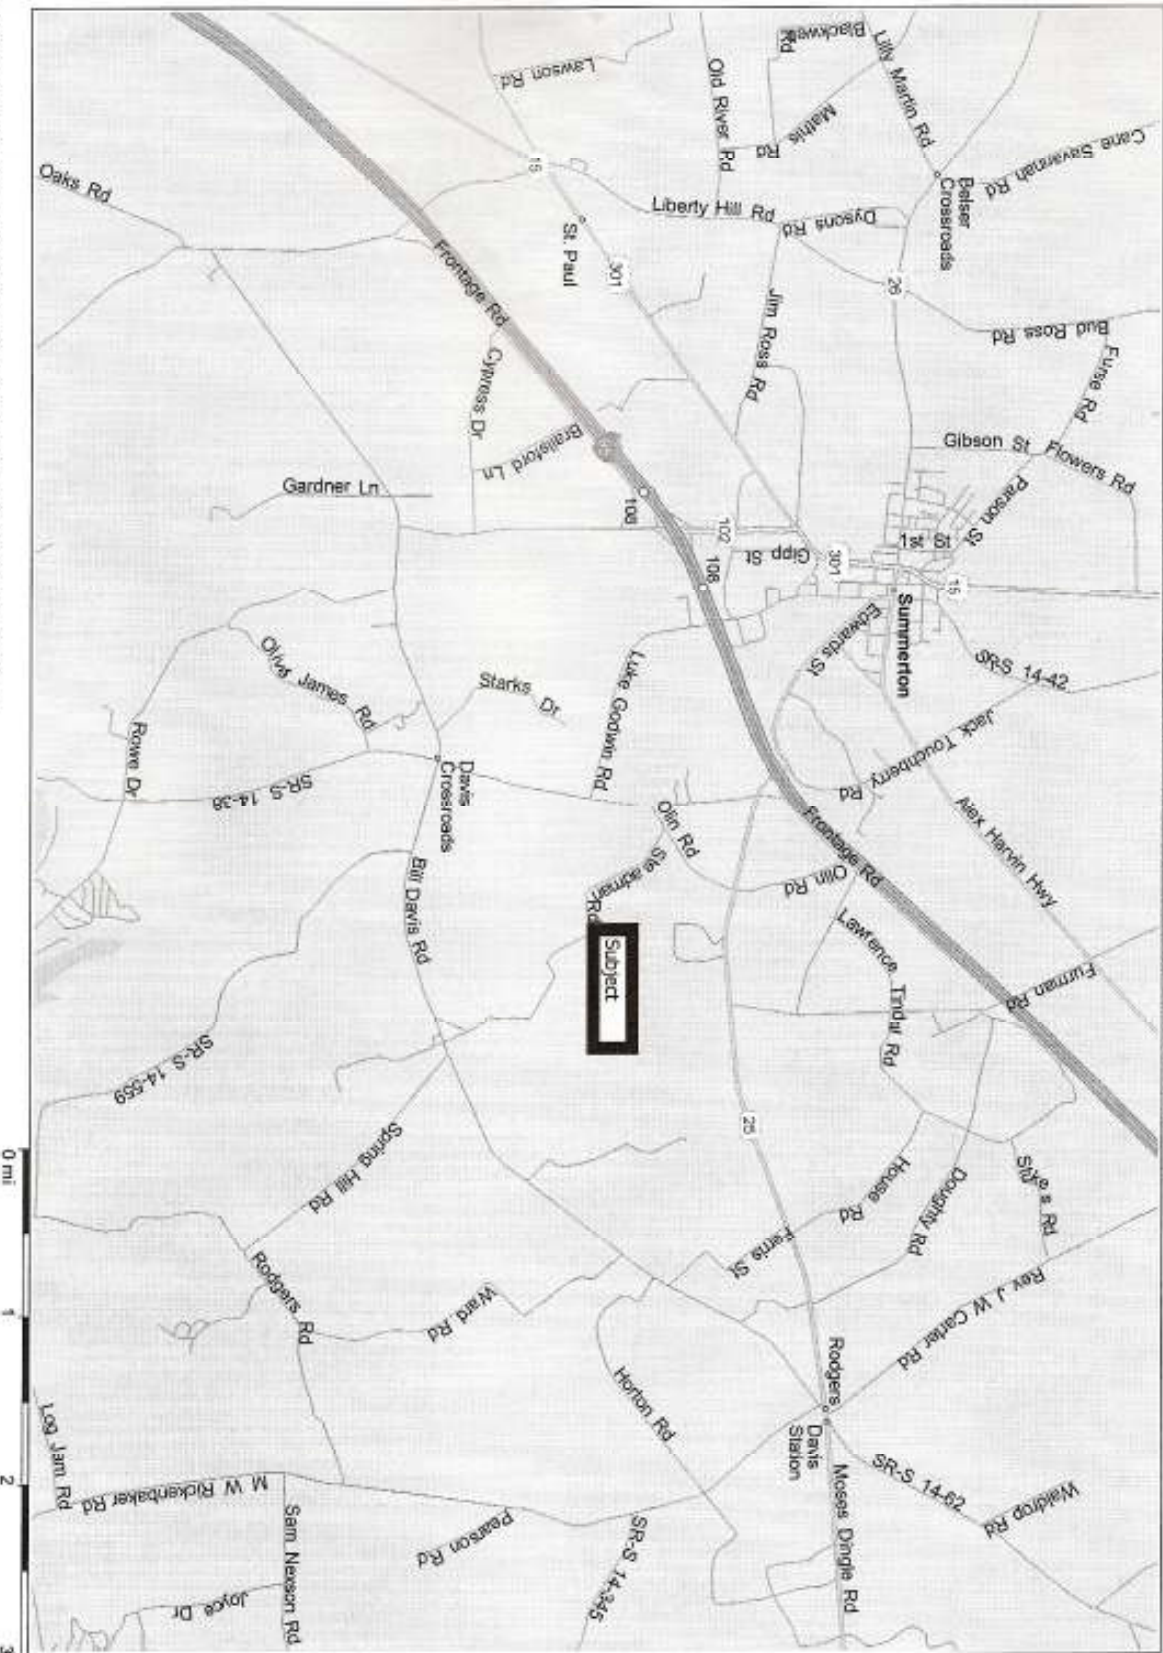 Blackwell
Rd
Lilly Martin Rd
Lawson Rd
Old River Rd
Mathis
Rd
Cane Savannah Rd
Belser
Crossroads
Oaks Rd
15
Liberty Hill Rd
Dysons Rd
St. Paul
301
26
Frontage Rd
Jim Ross Rd
Bud Ross Rd
Furse Rd
Cypress Dr
Brailsford Ln
Gibson St
Flowers Rd
Gardner Ln
108
102
Gipp St
301
1st St
Parson St
108
15
Summerton
Edwards St
SR-S 14-42
Oliver James Rd
Starks Dr
Luke Godwin Rd
Jack Touchberry
Rd
Rowe Dr
SR-S 14-38
Davis
Crossroads
Olin Rd
Frontage Rd
Alex Harvin Hwy
Bill Davis Rd
Steadman
Rd
Olin Rd
Lawrence Tindal Rd
Subject
Furman Rd
SR-S 14-559
25
Spring Hill Rd
House
Rd
Doughty Rd
Stukes Rd
Ferris St
Rev J W Carter Rd
Rodgers Rd
Ward Rd
Horton Rd
Rodgers
Davis
Station
SR-S 14-62
Waldrop Rd
Moses Dingle Rd
Log Jam Rd
M W Rickenbaker Rd
Sam Nexson Rd
Pearson Rd
SR-S 14-345
Joyce Dr
0 mi
1
2
3